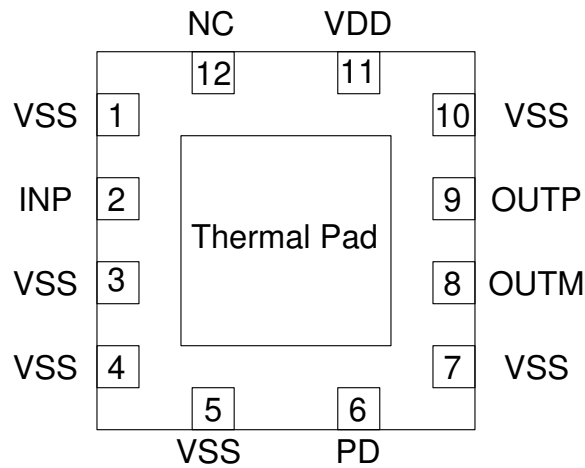 NC VDD
12 11
VSS 1 10 VSS
INP 2 9 OUTP
Thermal Pad
VSS 3 8 OUTM
VSS 4 7 VSS
5 6
VSS PD